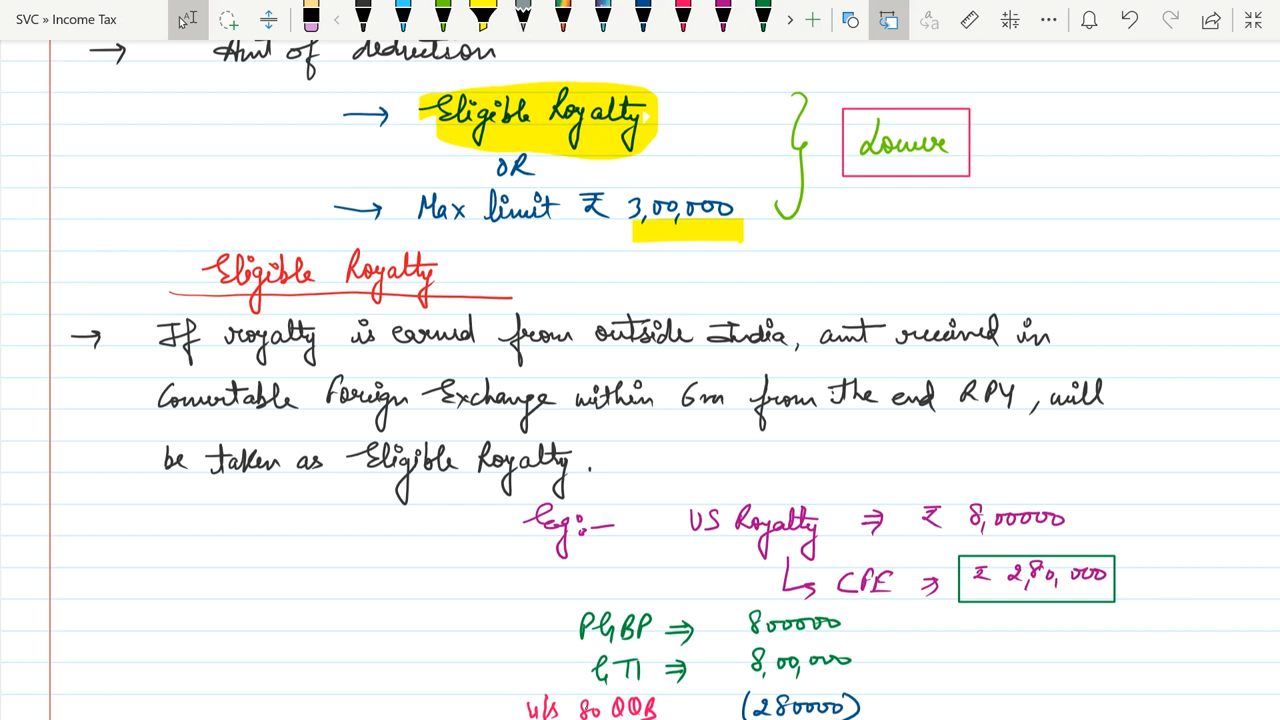 SVC » Income Tax
→ Amt of deduction
→ Eligible Royalty
OR
→ Max limit ₹ 3,00,000
Lower
Eligible Royalty
→ If royalty is earned from outside India, amt received in
Convertable Foreign Exchange within 6m from the end RPY, will
be taken as Eligible Royalty.
eg:- US Royalty ⇒ ₹ 8,00000
CFE ⇒ ₹ 2,80,000
PGBP ⇒ 800000
GTI ⇒ 8,00,000
u/s 80 QQB (280000)